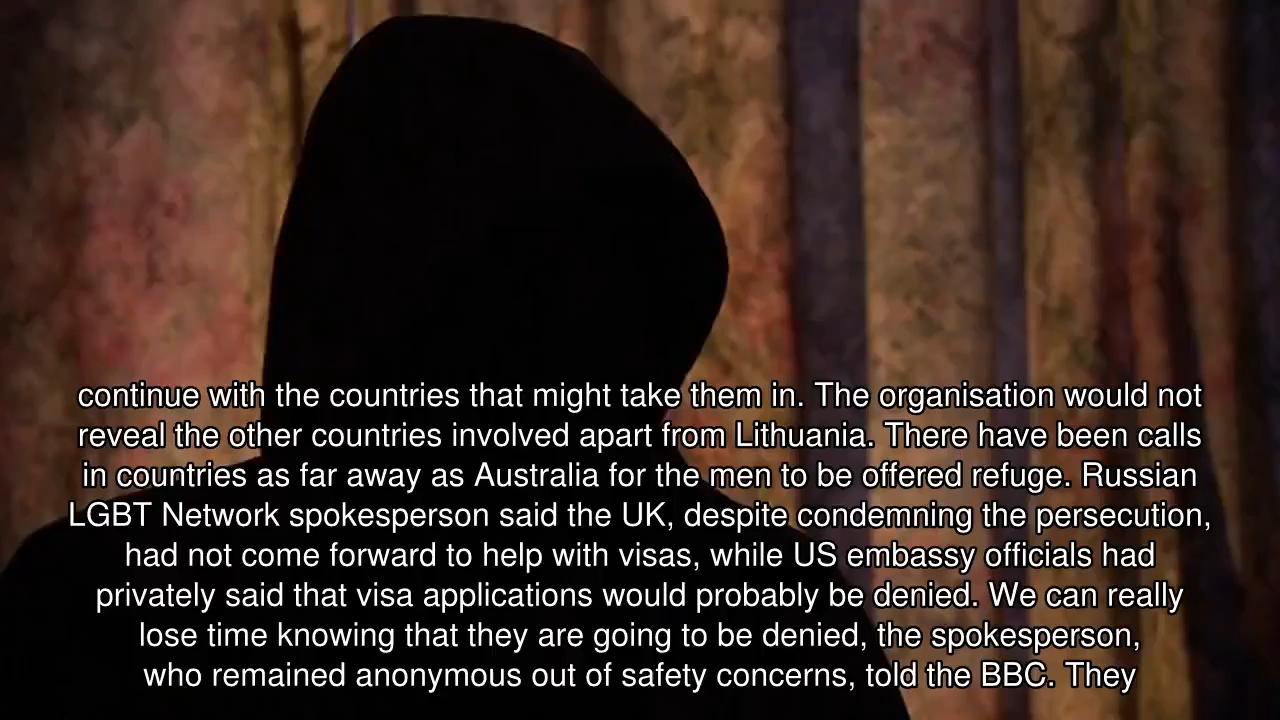 continue with the countries that might take them in. The organisation would not
reveal the other countries involved apart from Lithuania. There have been calls
in countries as far away as Australia for the men to be offered refuge. Russian
LGBT Network spokesperson said the UK, despite condemning the persecution,
had not come forward to help with visas, while US embassy officials had
privately said that visa applications would probably be denied. We can really
lose time knowing that they are going to be denied, the spokesperson,
who remained anonymous out of safety concerns, told the BBC. They